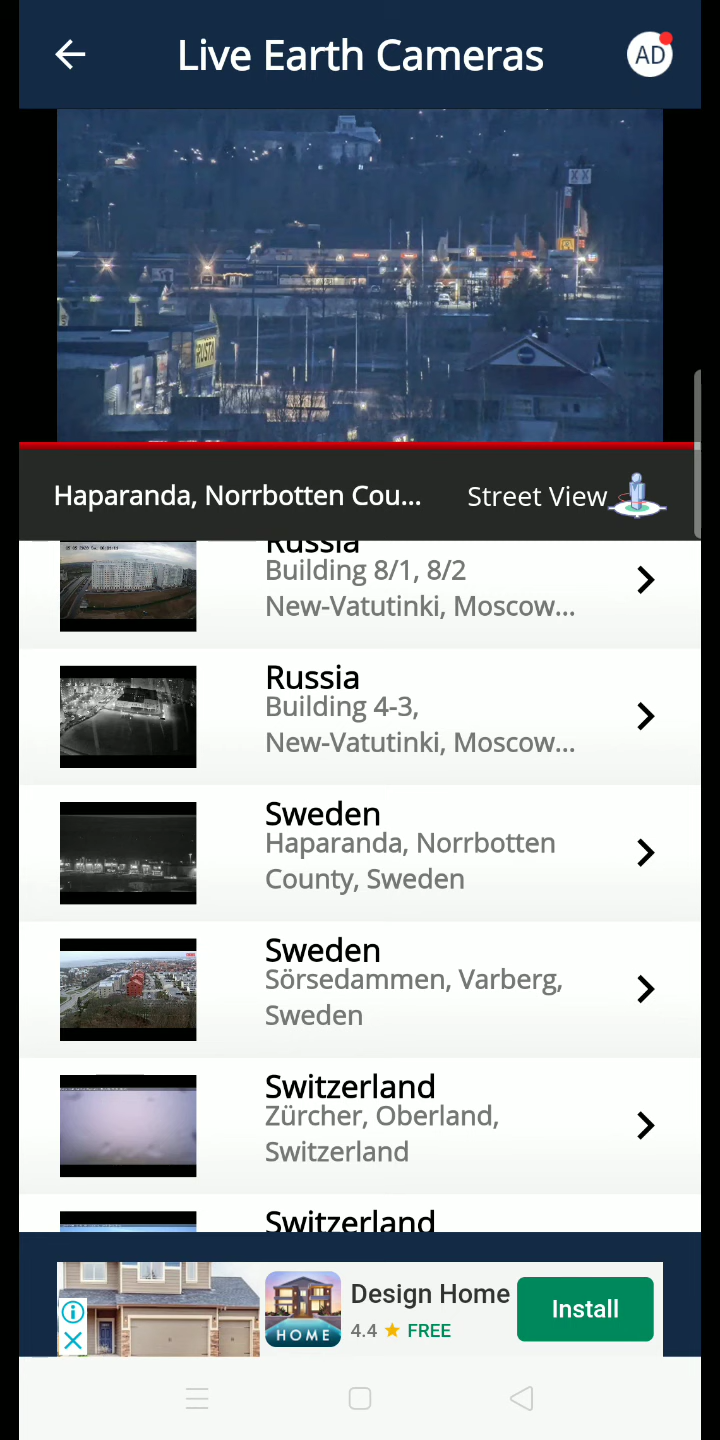 Live Earth Cameras
AD
RUSTA
Haparanda, Norrbotten Cou...
Street View
Russia
Building 8/1, 8/2
New-Vatutinki, Moscow...
Russia
Building 4-3,
New-Vatutinki, Moscow...
Sweden
Haparanda, Norrbotten
County, Sweden
Sweden
Sörsedammen, Varberg,
Sweden
Switzerland
Zürcher, Oberland,
Switzerland
Switzerland
HOME
Design Home
4.4 ★ FREE
Install